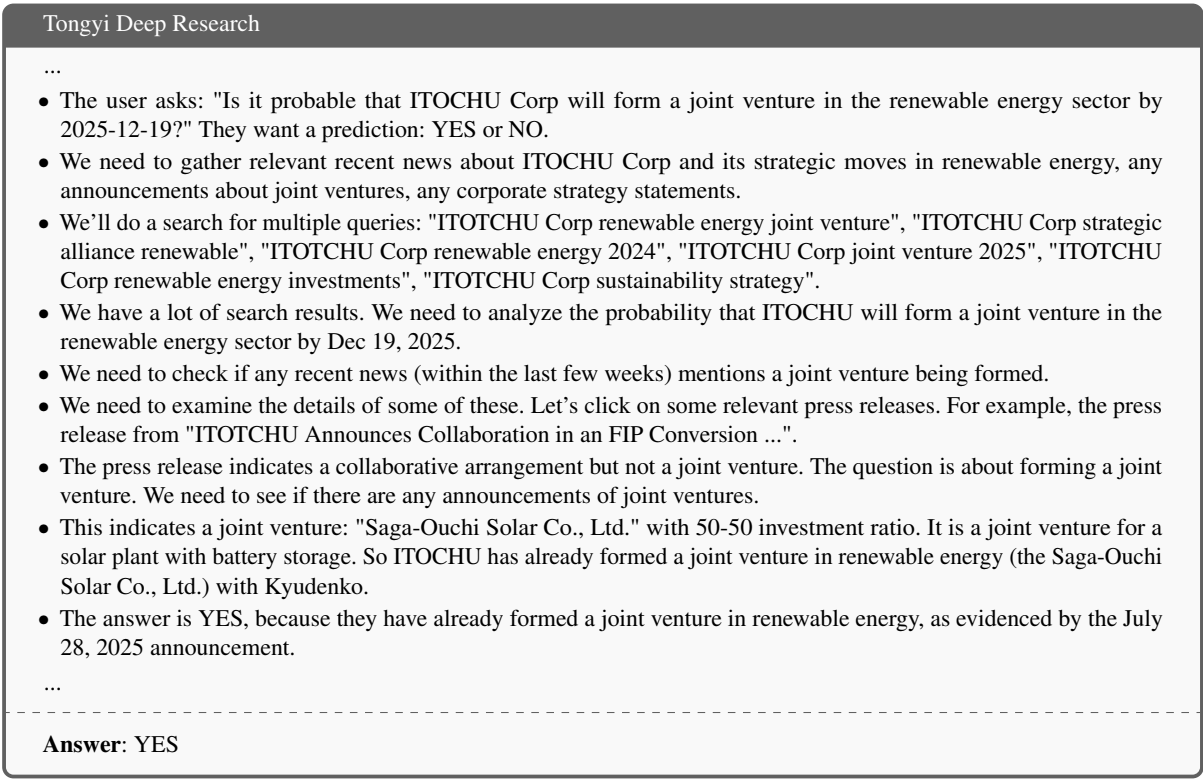 Tongyi Deep Research
...
• The user asks: "Is it probable that ITOCHU Corp will form a joint venture in the renewable energy sector by
2025-12-19?" They want a prediction: YES or NO.
• We need to gather relevant recent news about ITOCHU Corp and its strategic moves in renewable energy, any
announcements about joint ventures, any corporate strategy statements.
• We'll do a search for multiple queries: "ITOTCHU Corp renewable energy joint venture", "ITOTCHU Corp strategic
alliance renewable", "ITOTCHU Corp renewable energy 2024", "ITOTCHU Corp joint venture 2025", "ITOTCHU
Corp renewable energy investments", "ITOTCHU Corp sustainability strategy".
• We have a lot of search results. We need to analyze the probability that ITOCHU will form a joint venture in the
renewable energy sector by Dec 19, 2025.
• We need to check if any recent news (within the last few weeks) mentions a joint venture being formed.
• We need to examine the details of some of these. Let's click on some relevant press releases. For example, the press
release from "ITOTCHU Announces Collaboration in an FIP Conversion ...".
• The press release indicates a collaborative arrangement but not a joint venture. The question is about forming a joint
venture. We need to see if there are any announcements of joint ventures.
• This indicates a joint venture: "Saga-Ouchi Solar Co., Ltd." with 50-50 investment ratio. It is a joint venture for a
solar plant with battery storage. So ITOCHU has already formed a joint venture in renewable energy (the Saga-Ouchi
Solar Co., Ltd.) with Kyudenko.
• The answer is YES, because they have already formed a joint venture in renewable energy, as evidenced by the July
28, 2025 announcement.
...
Answer: YES